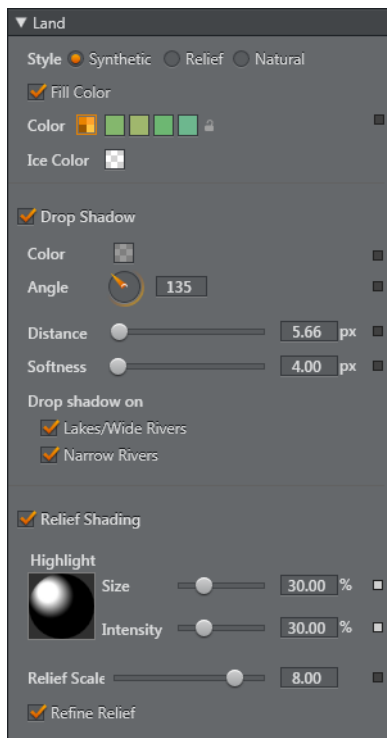 Land
Style Synthetic Relief Natural
Fill Color
Color
Ice Color
Drop Shadow
Color
Angle 135
Distance 5.66 px
Softness 4.00 px
Drop shadow on
Lakes/Wide Rivers
Narrow Rivers
Relief Shading
Highlight
Size 30.00 %
Intensity 30.00 %
Relief Scale 8.00
Refine Relief